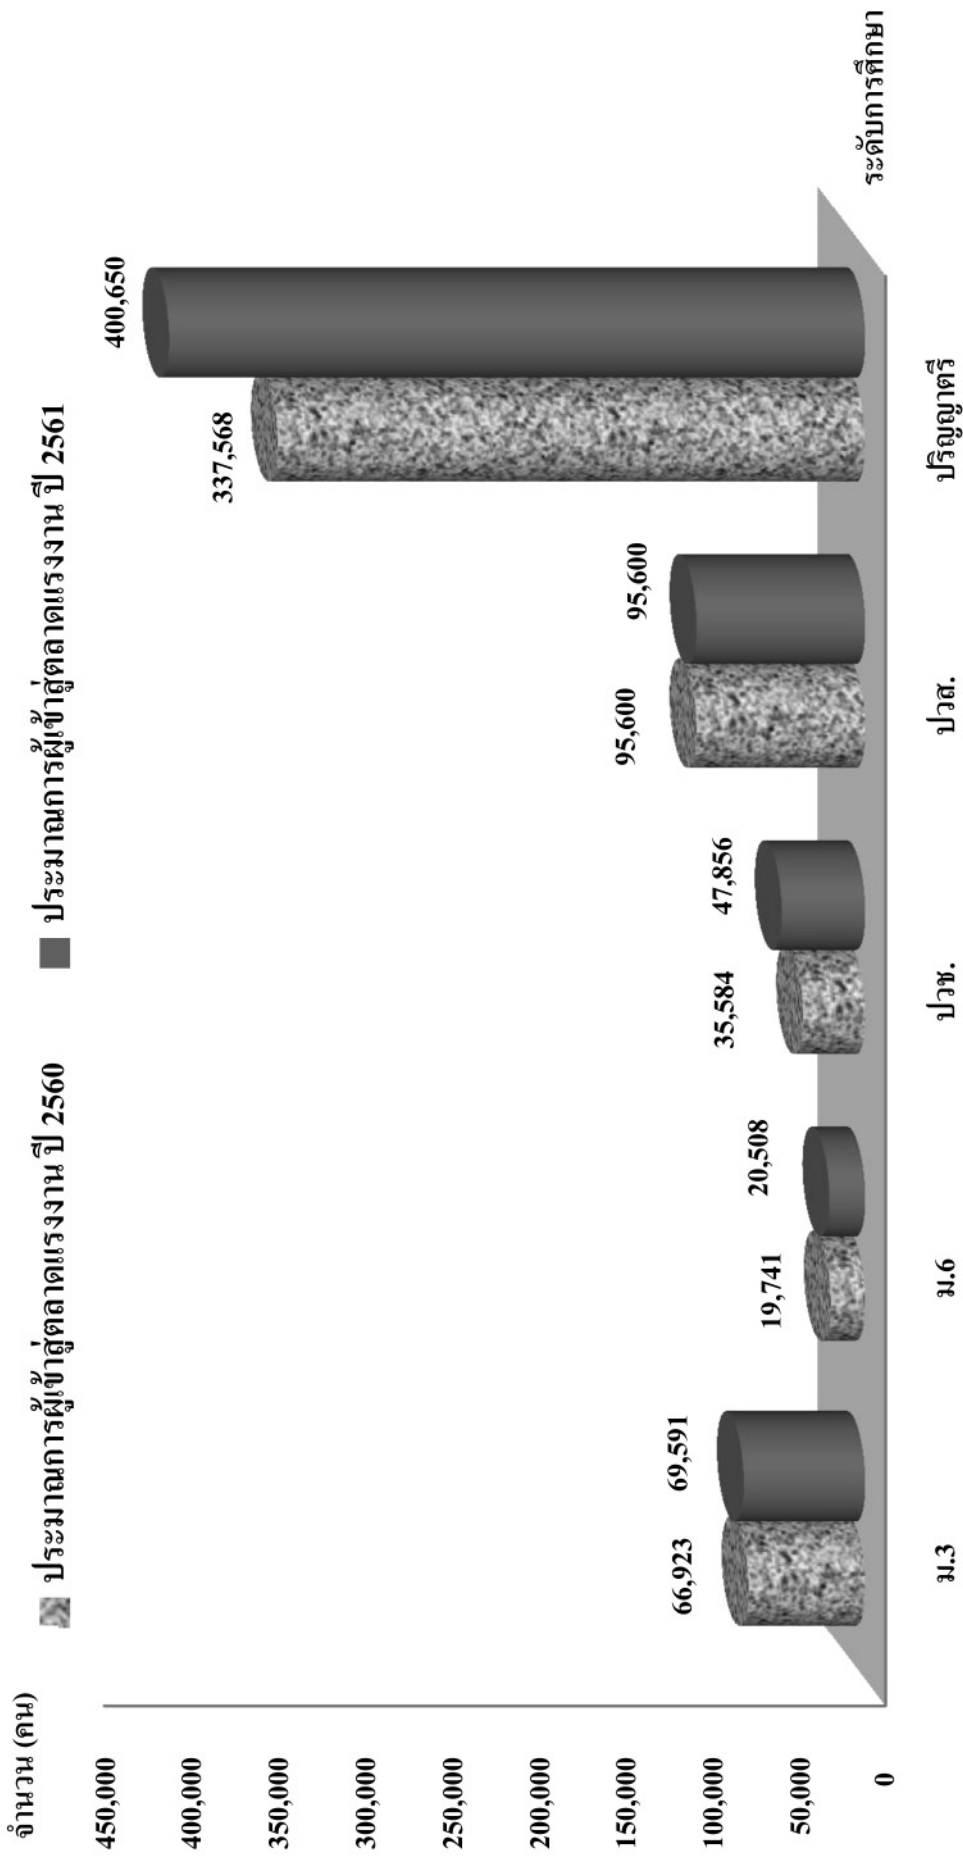 จำนวน (คน)
ประมาณการผู้เข้าสู่ตลาดแรงงาน ปี 2560
ประมาณการผู้เข้าสู่ตลาดแรงงาน ปี 2561
450,000
400,000
350,000
300,000
250,000
200,000
150,000
100,000
50,000
0
66,923
69,591
19,741
20,508
35,584
47,856
95,600
95,600
337,568
400,650
ม.3
ม.6
ปวช.
ปวส.
ปริญญาตรี
ระดับการศึกษา